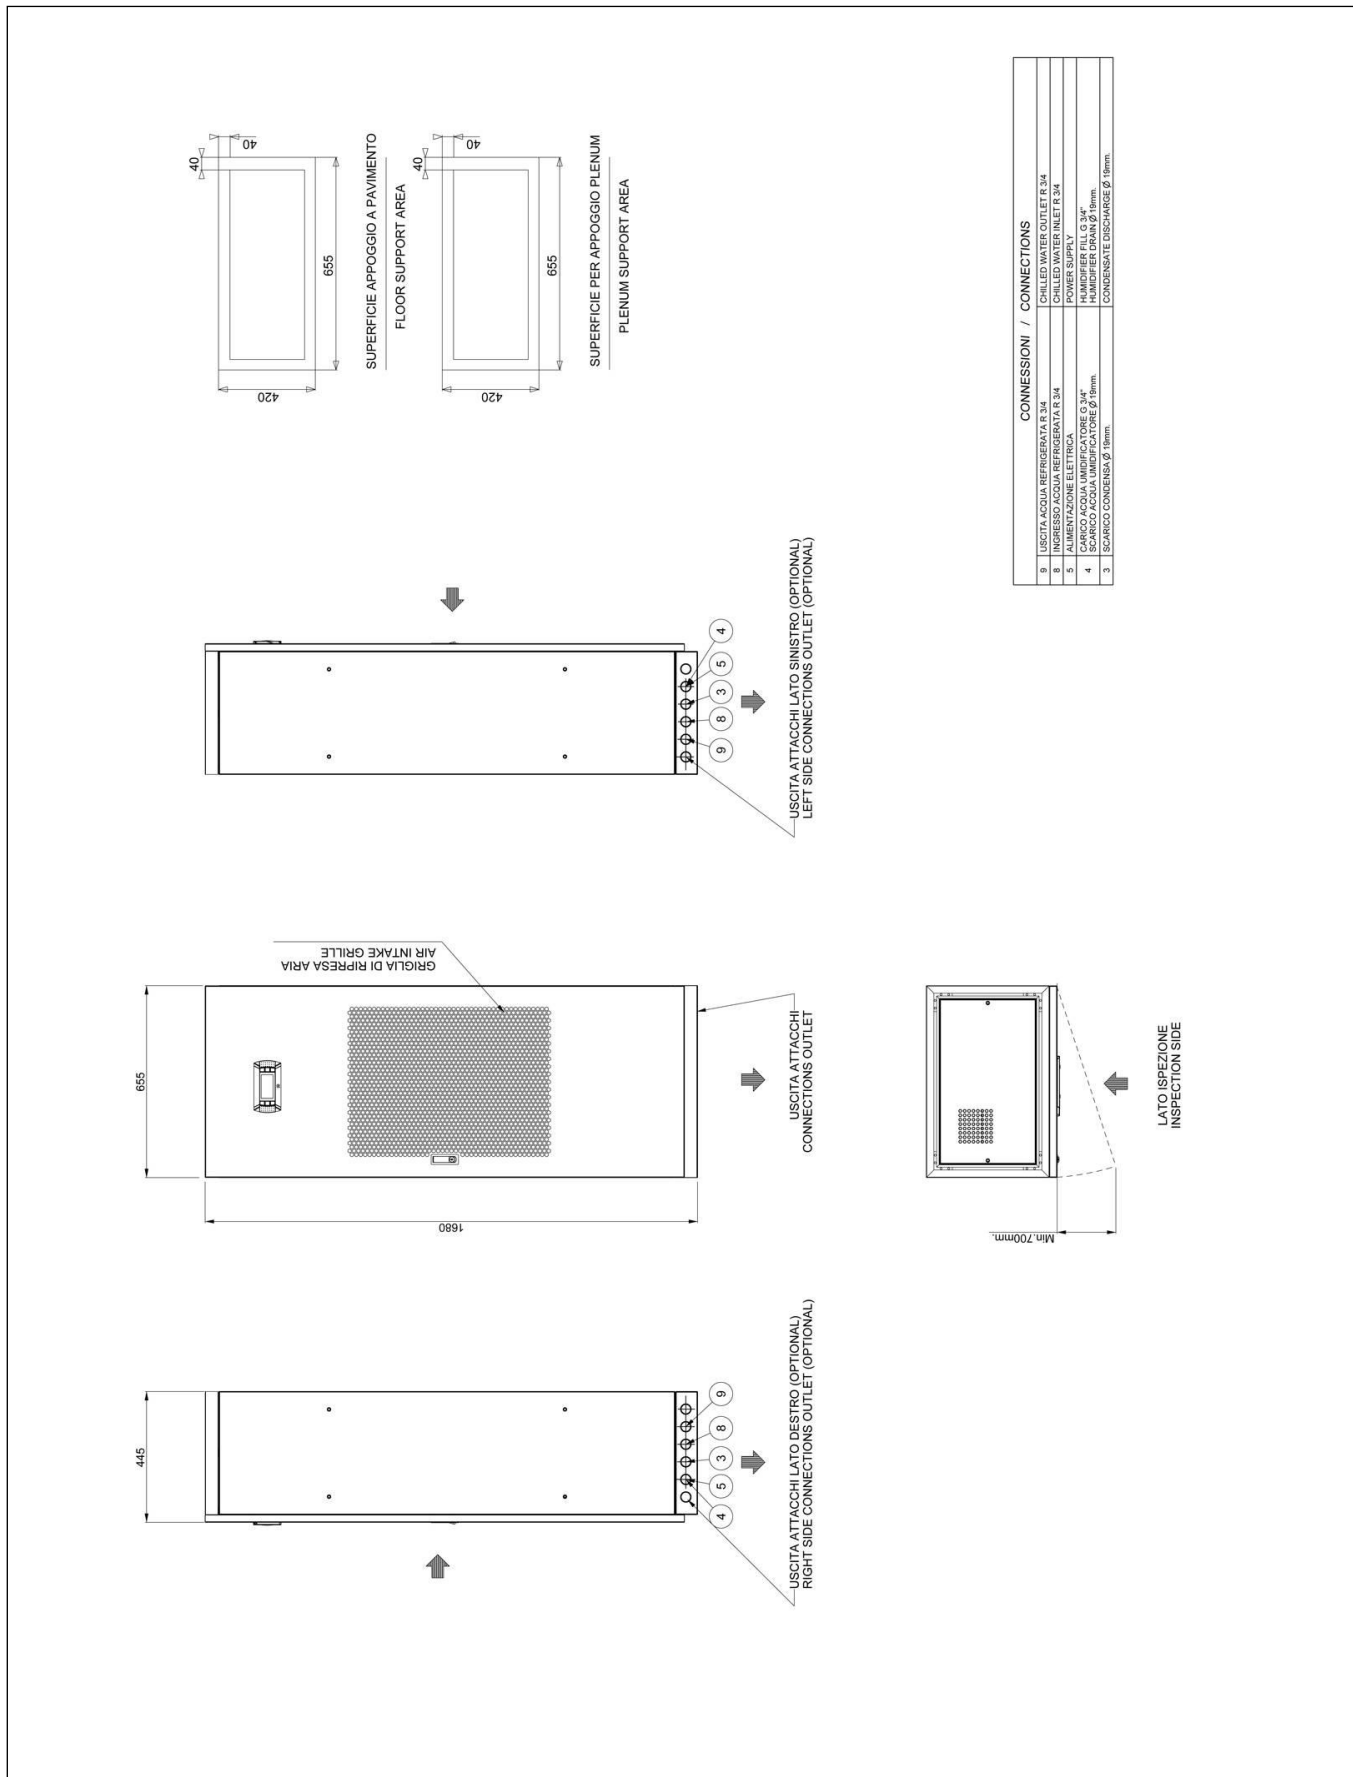 40
40
420
655
SUPERFICIE APPOGGIO A PAVIMENTO
FLOOR SUPPORT AREA
40
40
420
655
SUPERFICIE PER APPOGGIO PLENUM
PLENUM SUPPORT AREA
CONNESSIONI / CONNECTIONS
9 USCITA ACQUA REFRIGERATA R 3/4 CHILLED WATER OUTLET R 3/4
8 INGRESSO ACQUA REFRIGERATA R 3/4 CHILLED WATER INLET R 3/4
5 ALIMENTAZIONE ELETTRICA POWER SUPPLY
4 CARICO ACQUA UMIDIFICATORE G 3/4" HUMIDIFIER FILL G 3/4"
SCARICO ACQUA UMIDIFICATORE Ø 19mm. HUMIDIFIER DRAIN Ø 19mm.
3 SCARICO CONDENSA Ø 19mm. CONDENSATE DISCHARGE Ø 19mm.
9
8
3
5
4
USCITA ATTACCHI LATO SINISTRO (OPTIONAL)
LEFT SIDE CONNECTIONS OUTLET (OPTIONAL)
655
1680
GRIGLIA DI RIPRESA ARIA
AIR INTAKE GRILLE
USCITA ATTACCHI
CONNECTIONS OUTLET
Min.700mm.
LATO ISPEZIONE
INSPECTION SIDE
445
4
5
3
8
9
USCITA ATTACCHI LATO DESTRO (OPTIONAL)
RIGHT SIDE CONNECTIONS OUTLET (OPTIONAL)